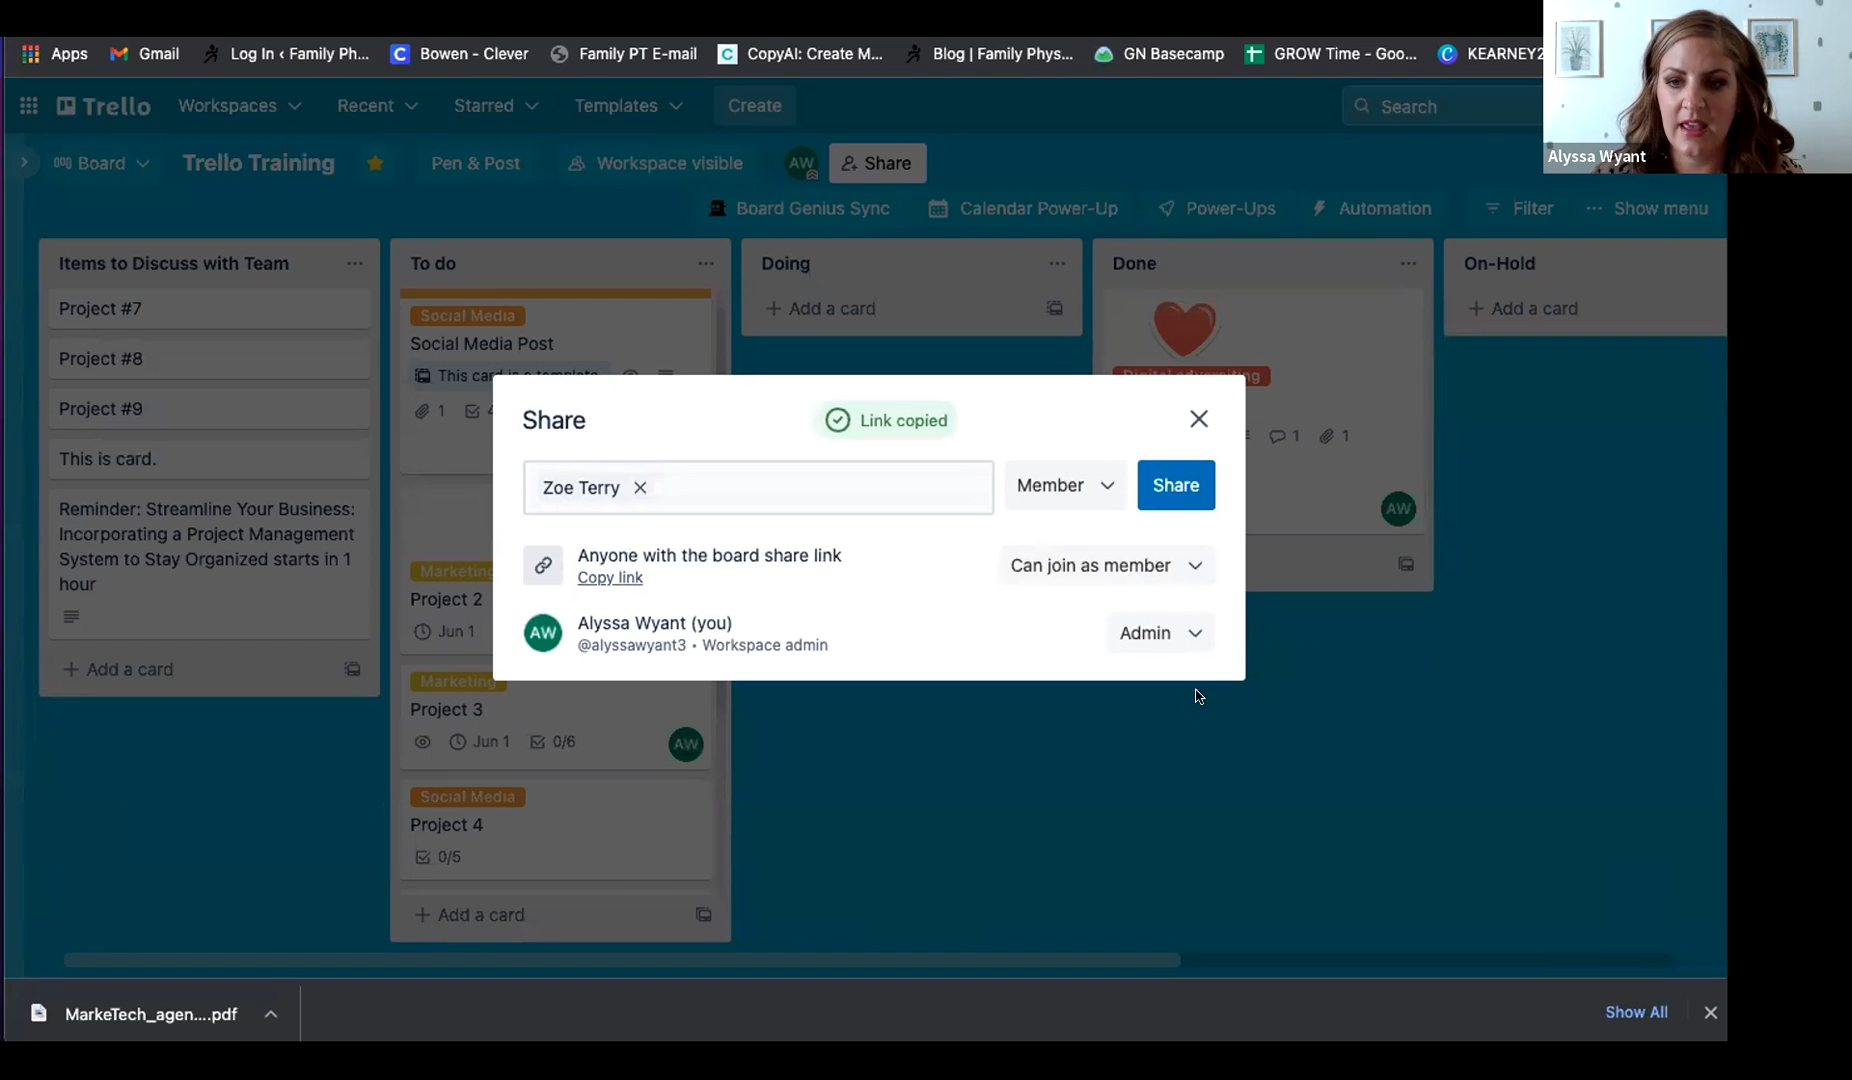 Apps
Gmail
Log In ‹ Family Ph...
Bowen - Clever
Family PT E-mail
CopyAI: Create M...
Blog | Family Phys...
GN Basecamp
GROW Time - Goo...
KEARNEY2
Alyssa Wyant
Trello
Workspaces
Recent
Starred
Templates
Create
Search
Board
Trello Training
Pen & Post
Workspace visible
AW
Share
Board Genius Sync
Calendar Power-Up
Power-Ups
Automation
Filter
Show menu
Items to Discuss with Team
Project #7
Project #8
Project #9
This is card.
Reminder: Streamline Your Business:
Incorporating a Project Management
System to Stay Organized starts in 1
hour
+ Add a card
To do
Social Media
Social Media Post
This card is a template.
1
4
Marketing
Project 2
Jun 1
Marketing
Project 3
Jun 1
0/6
AW
Social Media
Project 4
0/5
+ Add a card
Doing
+ Add a card
Done
Digital adversiting
1
1
AW
On-Hold
+ Add a card
Share
Link copied
Zoe Terry
Member
Share
Anyone with the board share link
Copy link
Can join as member
AW
Alyssa Wyant (you)
@alyssawyant3 • Workspace admin
Admin
MarkeTech_agen....pdf
Show All